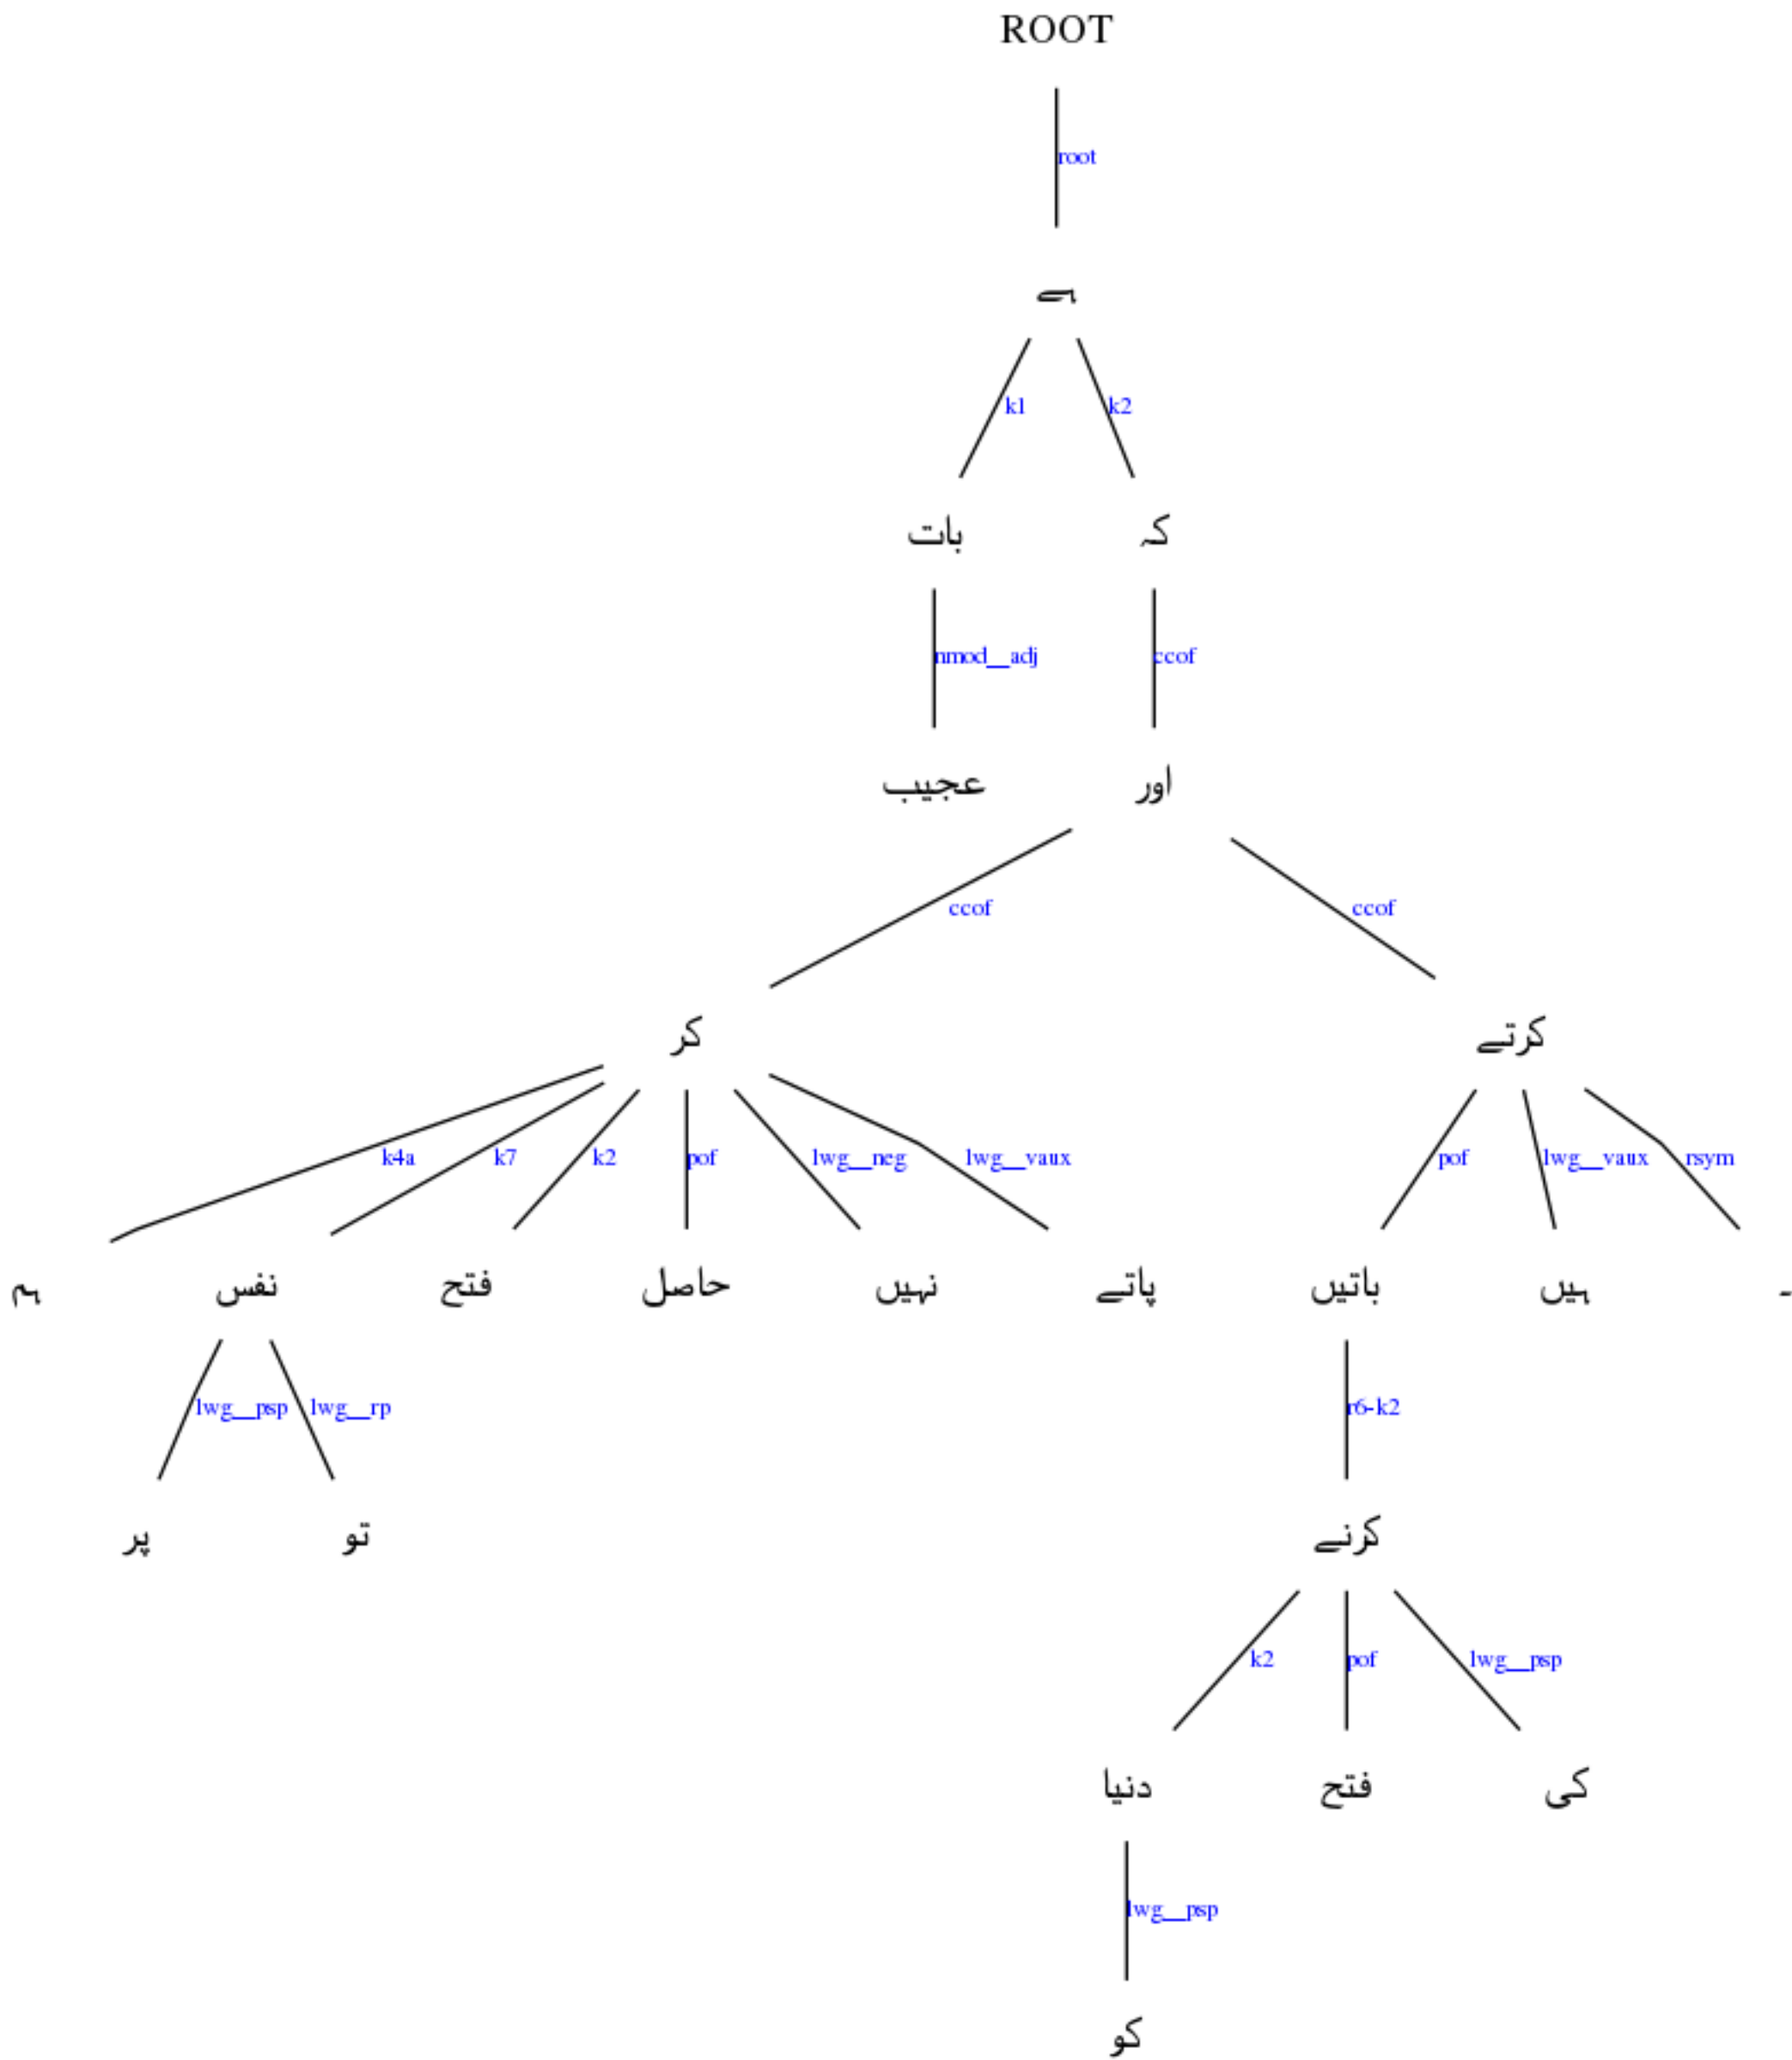 ROOT
root
ہے
k1 k2
بات کہ
nmod__adj ccof
عجیب اور
ccof ccof
کر کرتے
k4a k7 k2 pof lwg__neg lwg__vaux pof lwg__vaux rsym
ہم نفس فتح حاصل نہیں پاتے باتیں ہیں ۔
lwg__psp lwg__rp r6-k2
پر تو کرنے
k2 pof lwg__psp
دنیا فتح کی
lwg__psp
کو